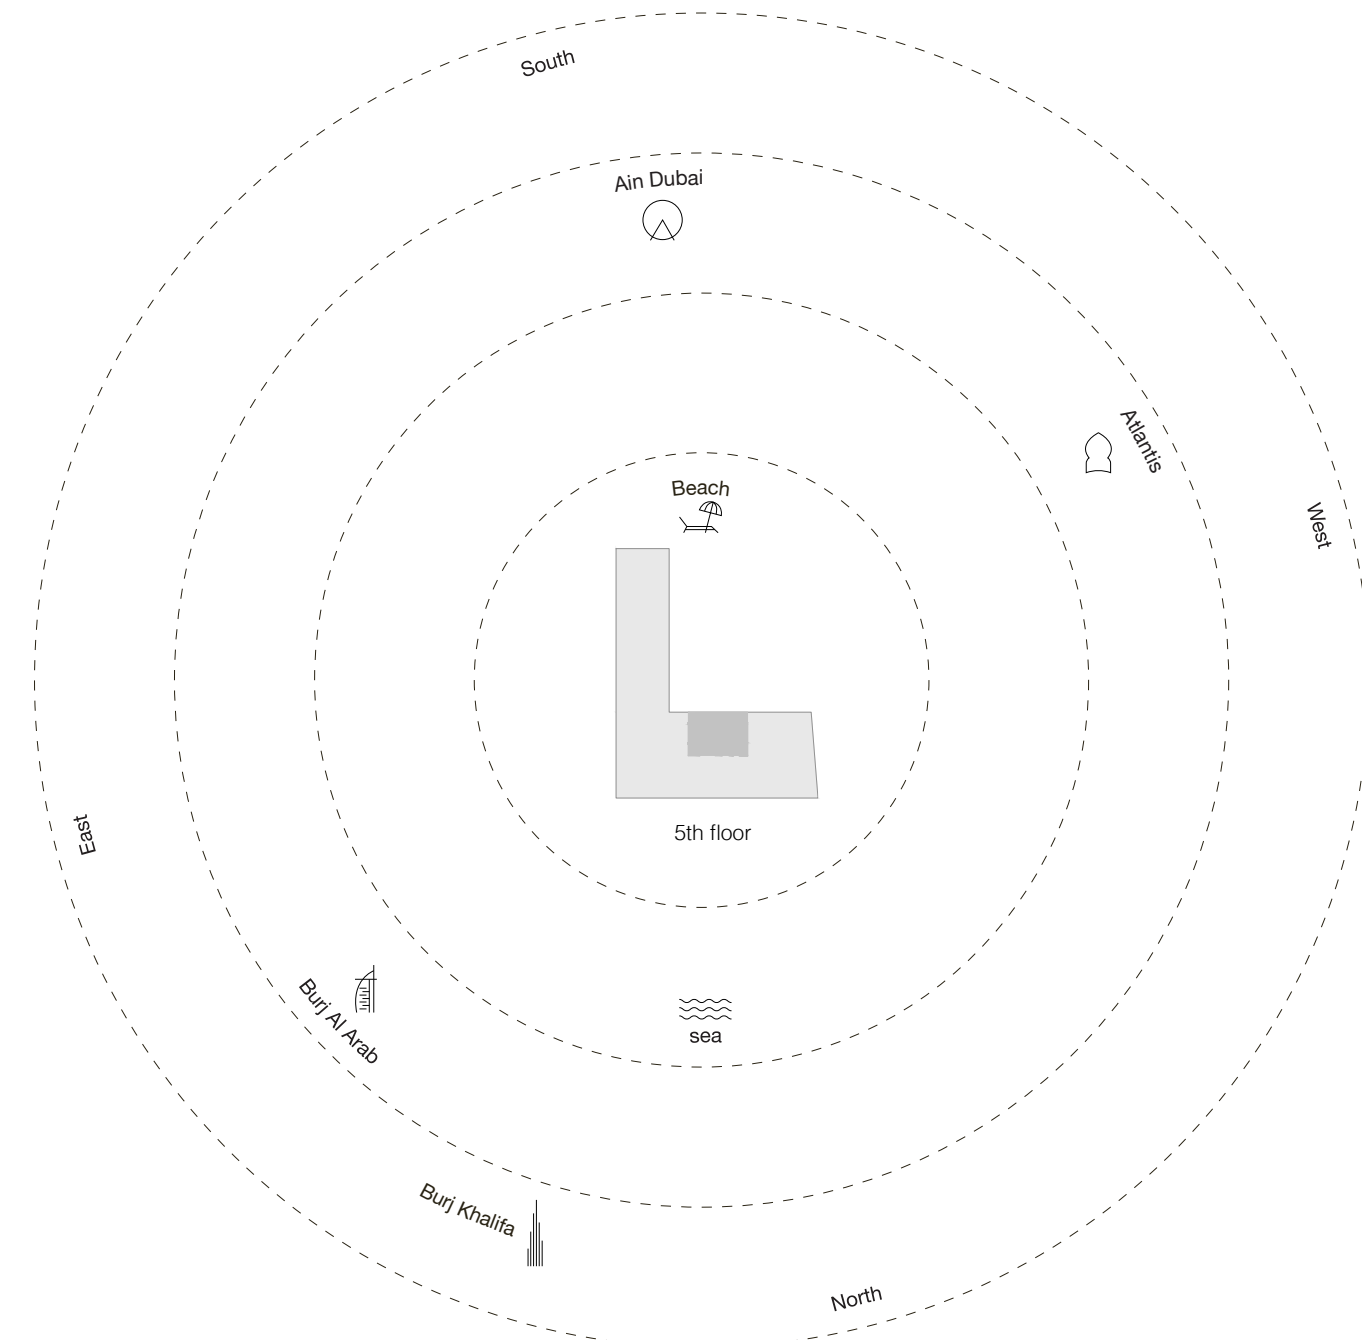 South
Ain Dubai
Atlantis
Beach
West
East
5th floor
Burj Al Arab
sea
Burj Khalifa
North